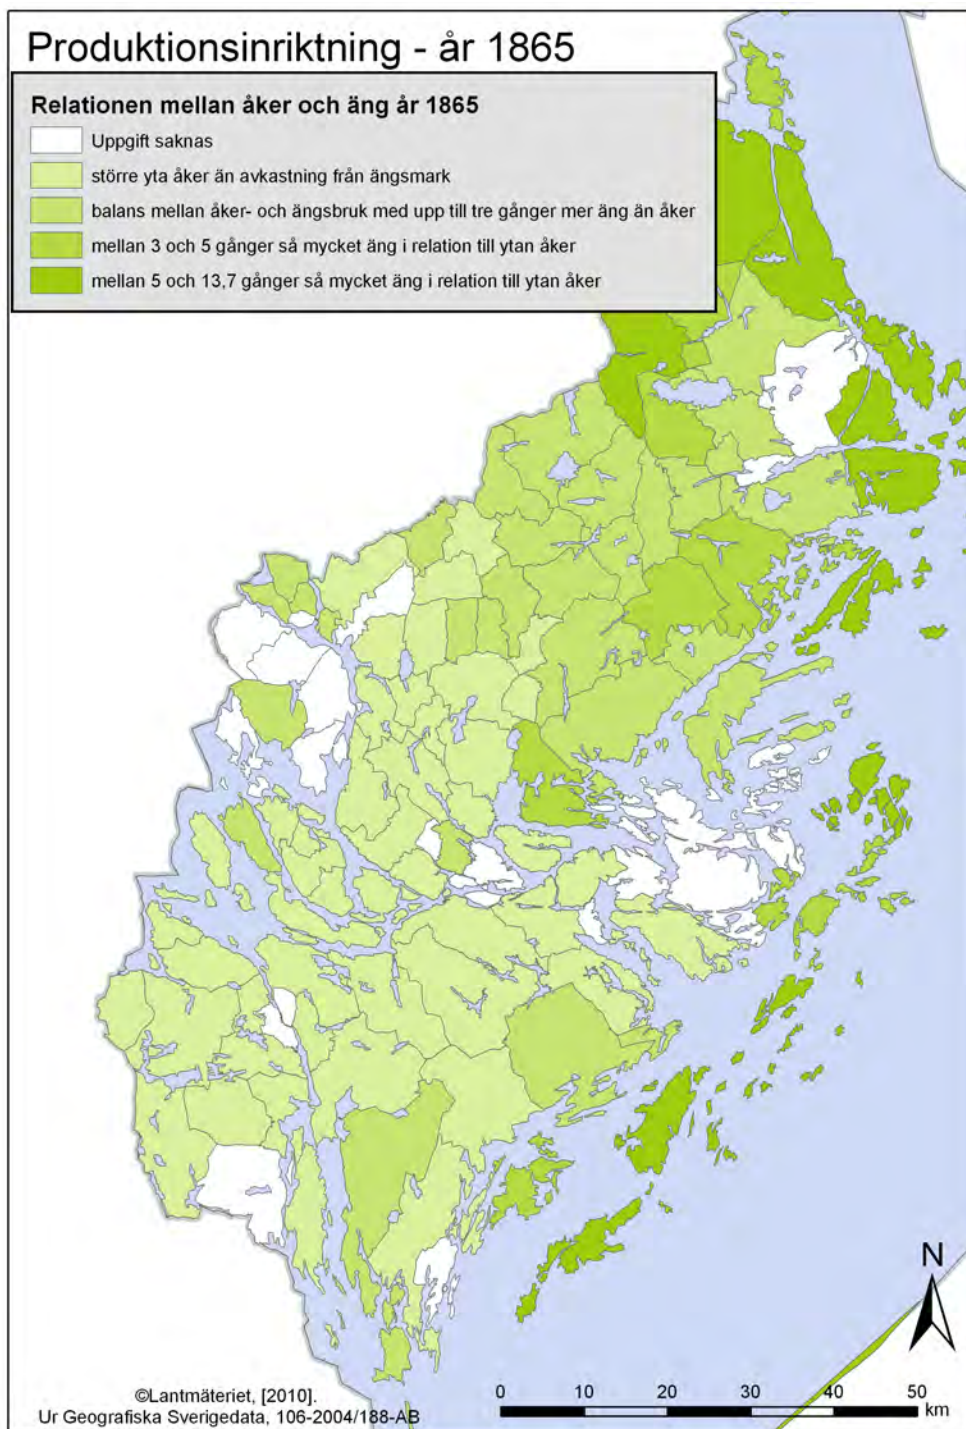 Produktionsinriktning - år 1865
Relationen mellan åker och äng år 1865
Uppgift saknas
större yta åker än avkastning från ängsmark
balans mellan åker- och ängsbruk med upp till tre gånger mer äng än åker
mellan 3 och 5 gånger så mycket äng i relation till ytan åker
mellan 5 och 13,7 gånger så mycket äng i relation till ytan åker
N
©Lantmäteriet, [2010].
Ur Geografiska Sverigedata, 106-2004/188-AB
0 10 20 30 40 50
km